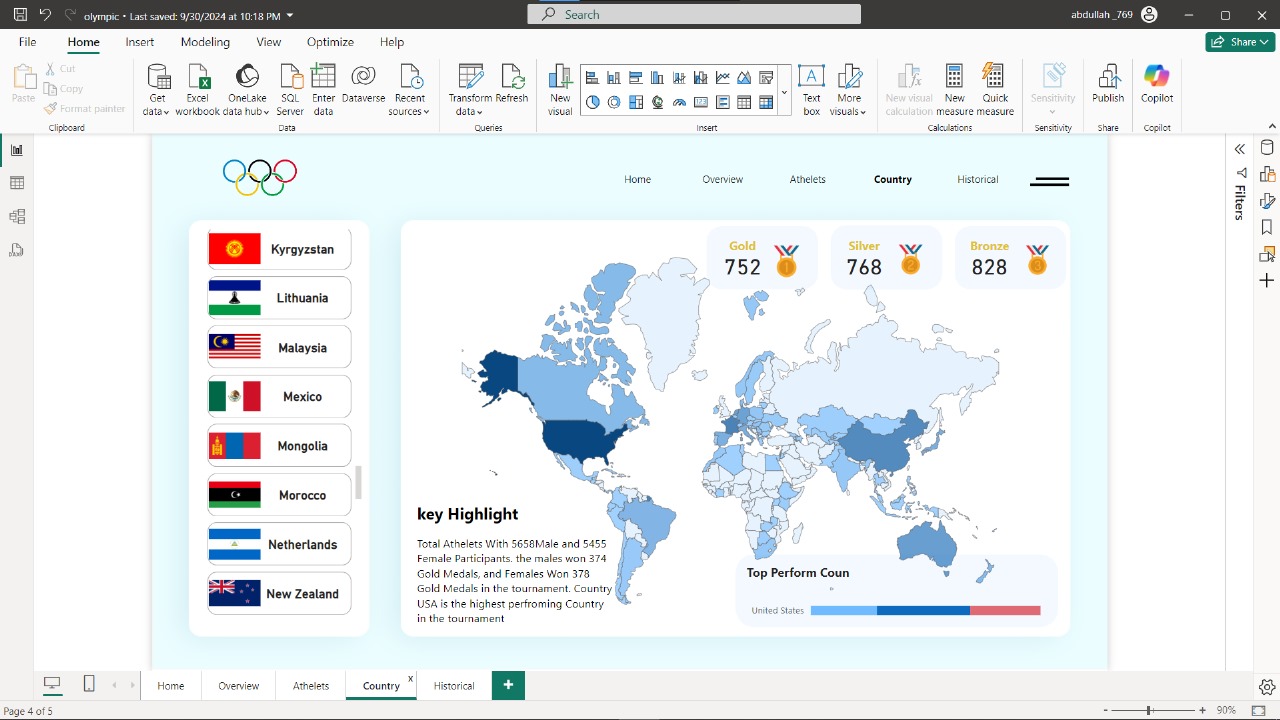 olympic • Last saved: 9/30/2024 at 10:18 PM
Search
abdullah _769
File Home Insert Modeling View Optimize Help
Share
Paste
Cut
Copy
Format painter
Clipboard
Get data
Excel workbook
OneLake data hub
SQL Server
Enter data
Dataverse
Recent sources
Data
Transform data
Refresh
Queries
New visual
Text box
More visuals
Insert
New visual calculation
New measure
Quick measure
Calculations
Sensitivity
Sensitivity
Publish
Share
Copilot
Copilot
Home Overview Athelets Country Historical
Filters
Kyrgyzstan
Lithuania
Malaysia
Mexico
Mongolia
Morocco
Netherlands
New Zealand
Gold
752
1
Silver
768
2
Bronze
828
3
key Highlight
Total Athelets With 5658Male and 5455
Female Participants. the males won 374
Gold Medals, and Females Won 378
Gold Medals in the tournament. Country
USA is the highest perfroming Country
in the tournament
Top Perform Coun
United States
Home Overview Athelets Country x Historical
Page 4 of 5
90%